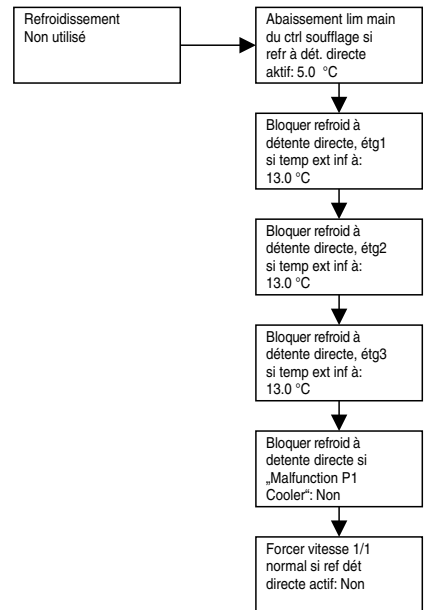 Refroidissement
Non utilisé
Abaissement lim main
du ctrl soufflage si
refr à dét. directe
aktif: 5.0 °C
Bloquer refroid à
détente directe, étg1
si temp ext inf à:
13.0 °C
Bloquer refroid à
détente directe, étg2
si temp ext inf à:
13.0 °C
Bloquer refroid à
détente directe, étg3
si temp ext inf à:
13.0 °C
Bloquer refroid à
detente directe si
„Malfunction P1
Cooler“: Non
Forcer vitesse 1/1
normal si ref dét
directe actif: Non